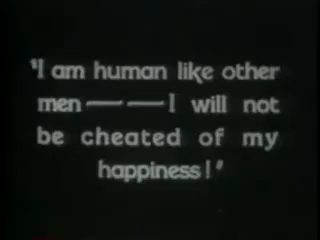 "I am human like other
men — — I will not
be cheated of my
happiness!"